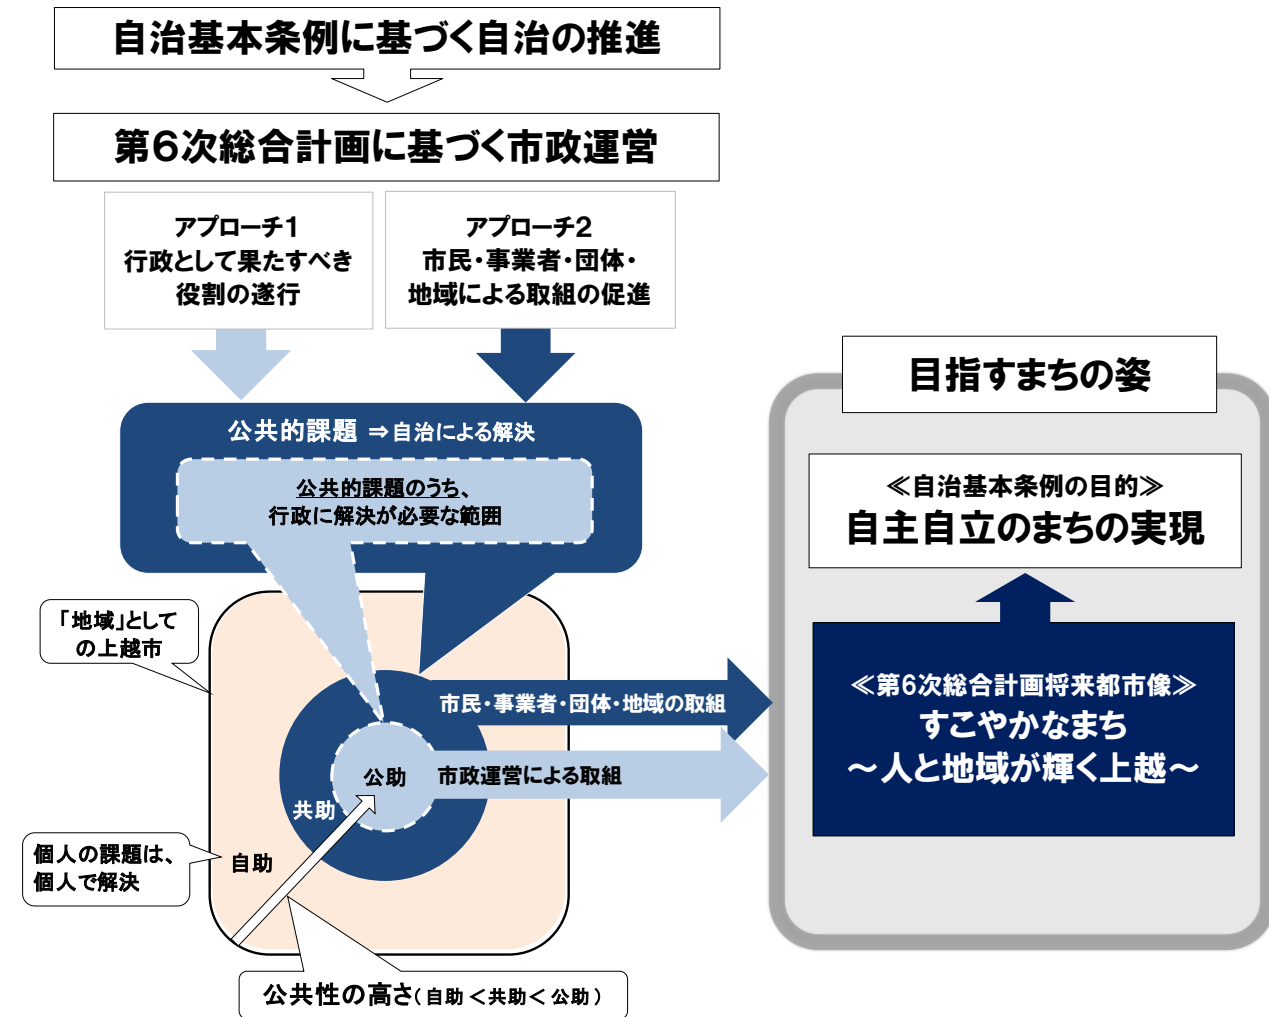 自治基本条例に基づく自治の推進
第6次総合計画に基づく市政運営
アプローチ1
行政として果たすべき
役割の遂行
アプローチ2
市民・事業者・団体・
地域による取組の促進
公共的課題 ⇒自治による解決
公共的課題のうち、
行政に解決が必要な範囲
「地域」として
の上越市
市民・事業者・団体・地域の取組
公助
市政運営による取組
共助
自助
個人の課題は、
個人で解決
公共性の高さ(自助<共助<公助)
目指すまちの姿
≪自治基本条例の目的≫
自主自立のまちの実現
≪第6次総合計画将来都市像≫
すこやかなまち
～人と地域が輝く上越～